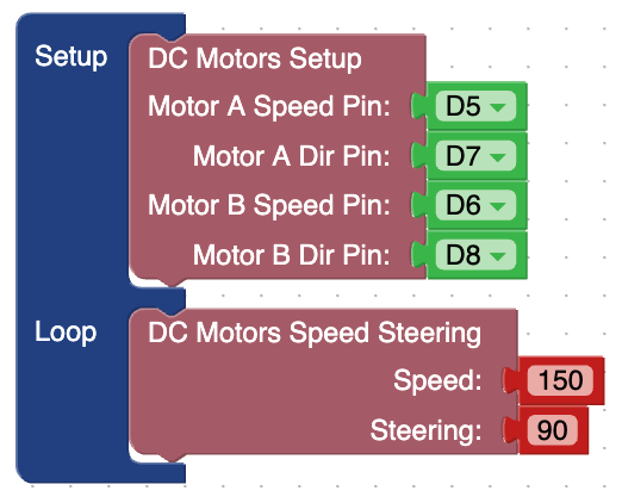 Setup DC Motors Setup
Motor A Speed Pin: D5
Motor A Dir Pin: D7
Motor B Speed Pin: D6
Motor B Dir Pin: D8
Loop DC Motors Speed Steering
Speed: 150
Steering: 90